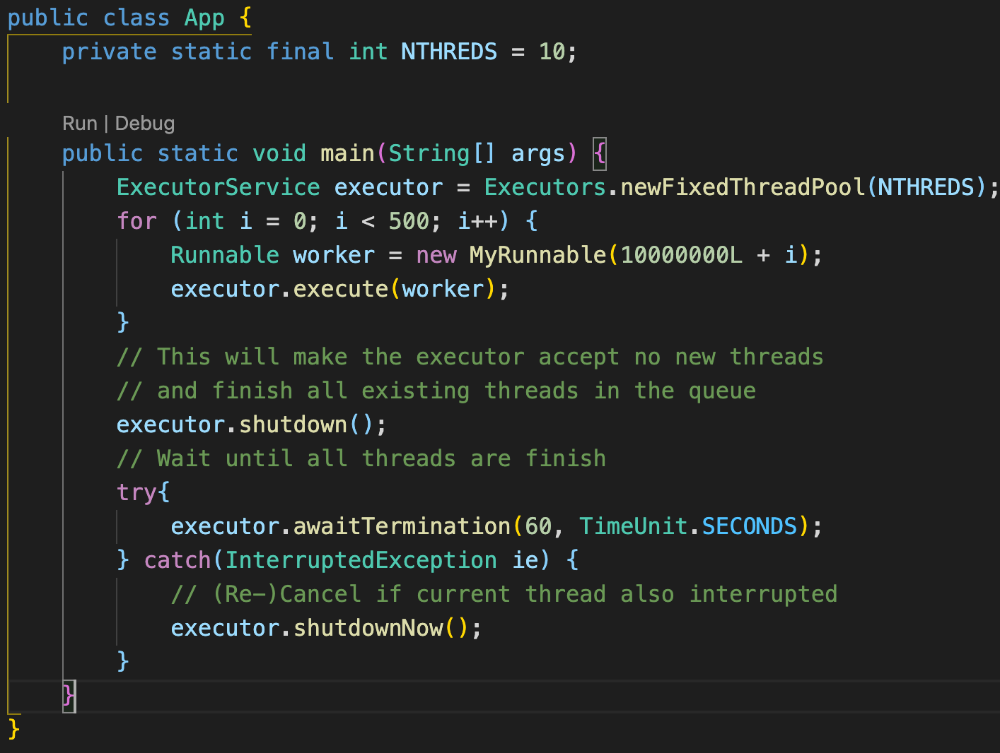 public class App {
    private static final int NTHREDS = 10;
    Run | Debug
    public static void main(String[] args) {
        ExecutorService executor = Executors.newFixedThreadPool(NTHREDS);
        for (int i = 0; i < 500; i++) {
            Runnable worker = new MyRunnable(10000000L + i);
            executor.execute(worker);
        }
        // This will make the executor accept no new threads
        // and finish all existing threads in the queue
        executor.shutdown();
        // Wait until all threads are finish
        try{
            executor.awaitTermination(60, TimeUnit.SECONDS);
        } catch(InterruptedException ie) {
            // (Re-)Cancel if current thread also interrupted
            executor.shutdownNow();
        }
    }
}